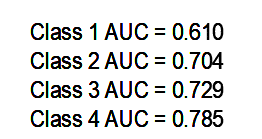 Class 1 AUC = 0.610
Class 2 AUC = 0.704
Class 3 AUC = 0.729
Class 4 AUC = 0.785